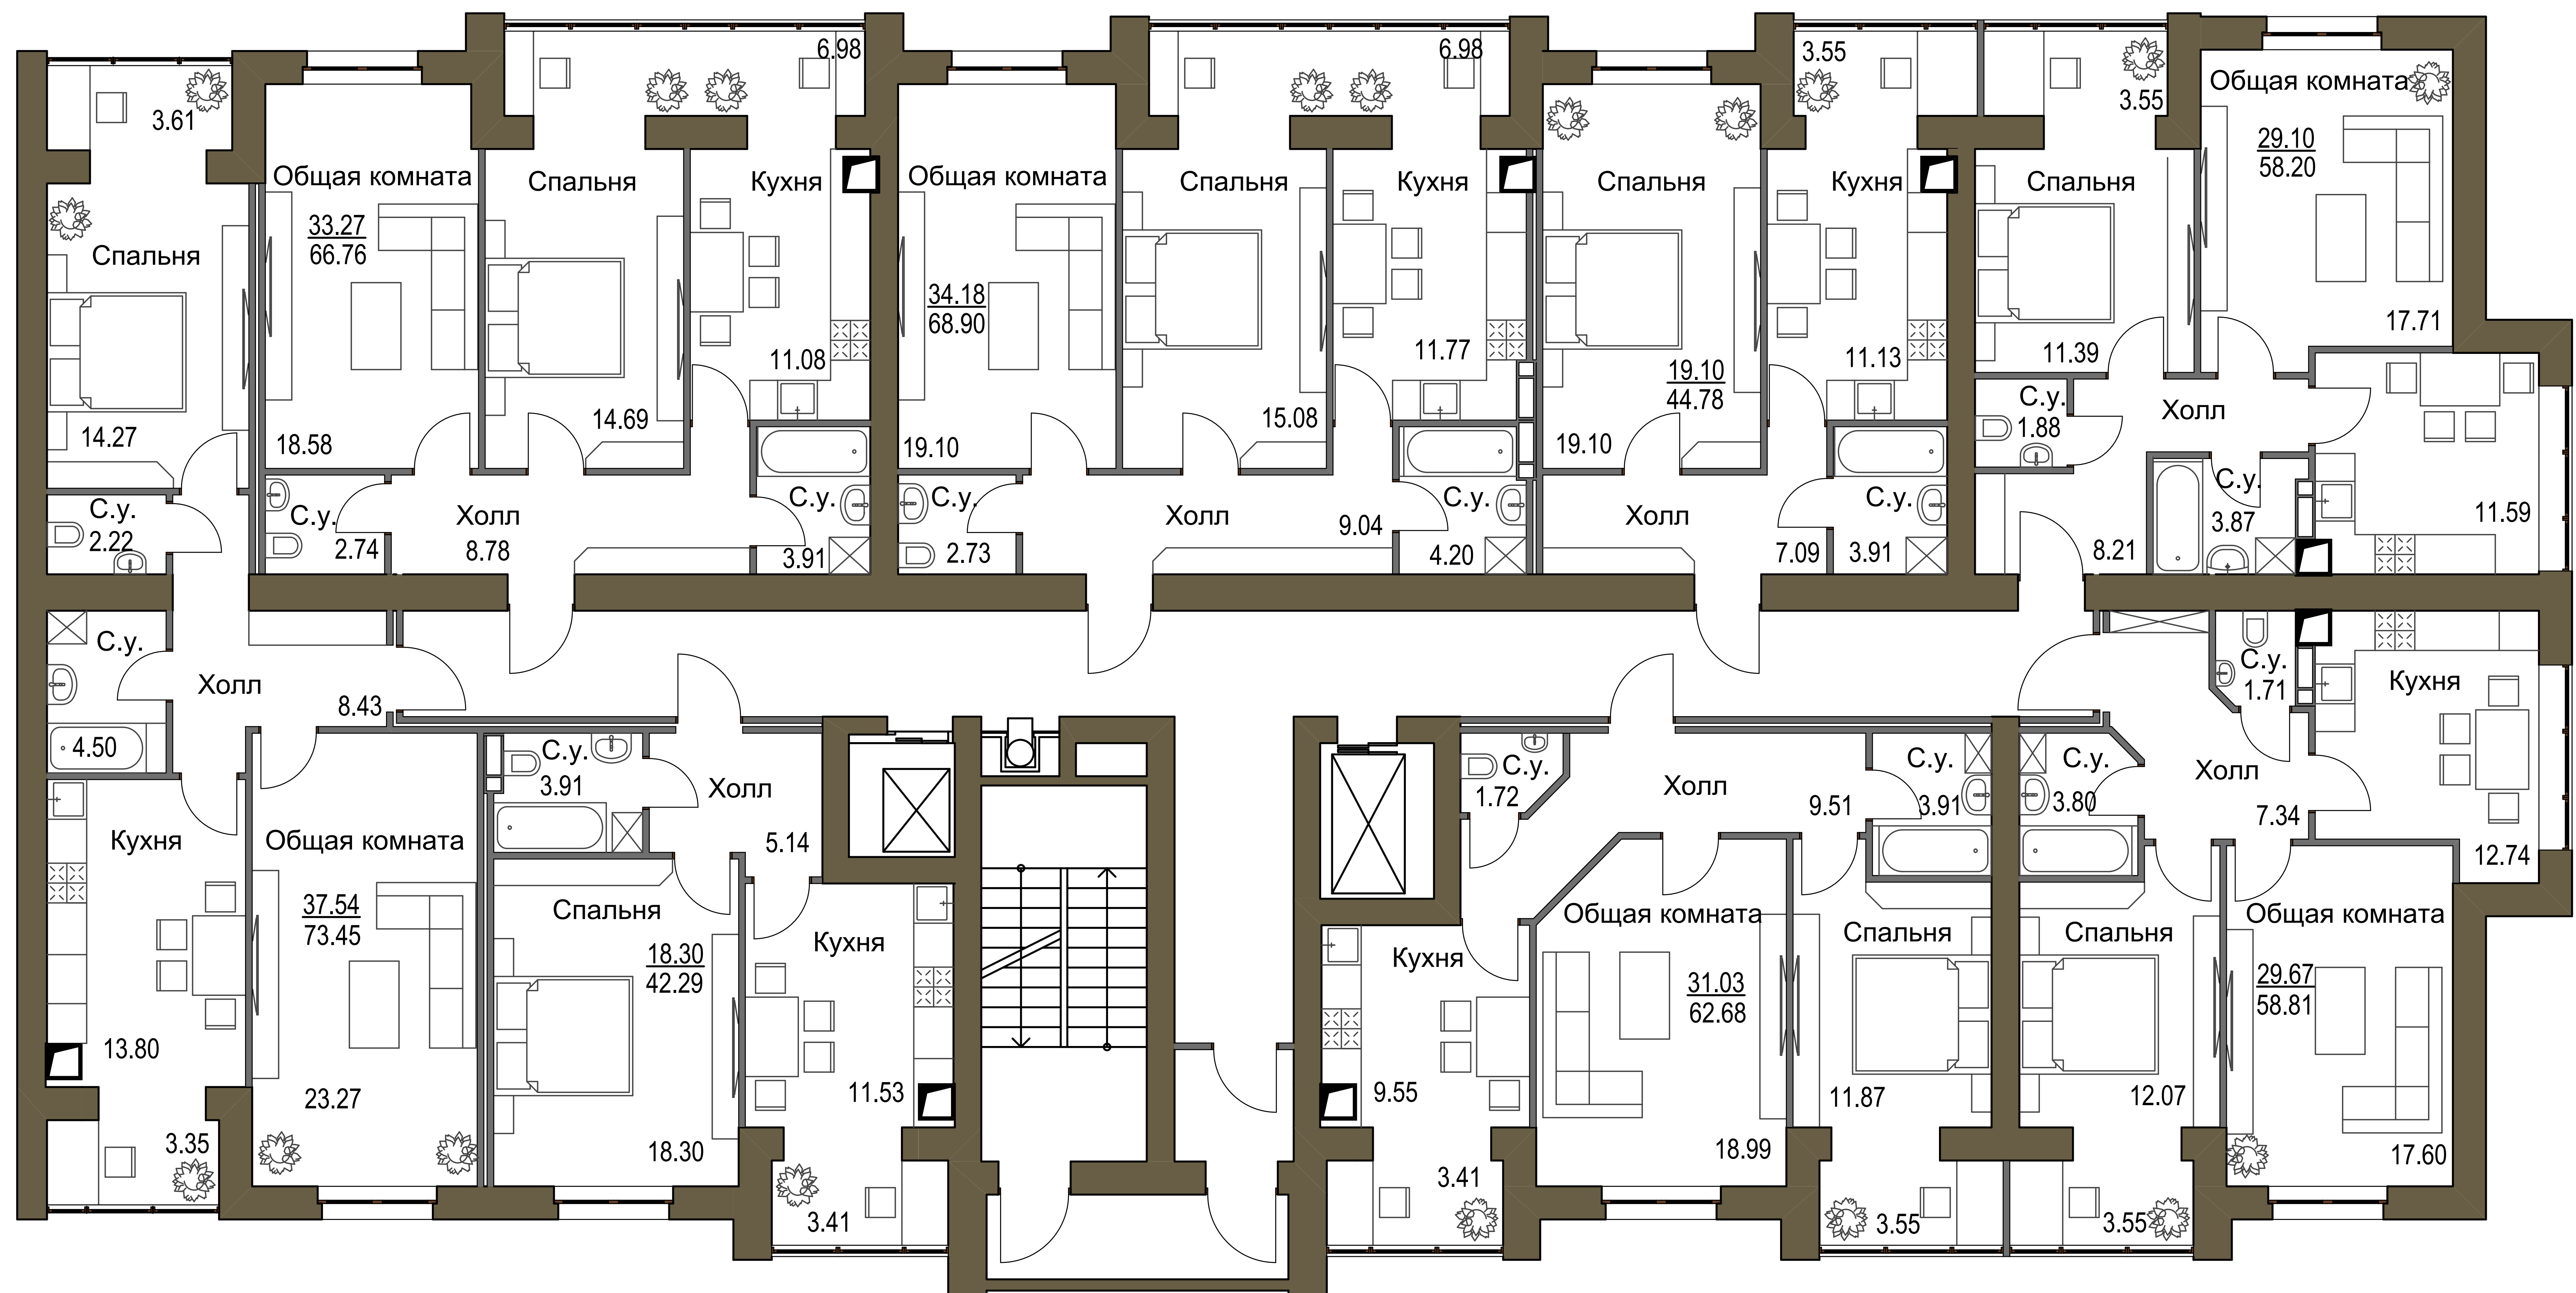 3.61
Спальня
14.27
С.у.
2.22
С.у.
Холл
8.43
4.50
Кухня
13.80
3.35
Общая комната
37.54
73.45
23.27
Общая комната
33.27
66.76
18.58
Спальня
14.69
6.98
Кухня
11.08
С.у.
2.74
Холл
8.78
С.у.
3.91
Общая комната
34.18
68.90
19.10
Спальня
15.08
6.98
Кухня
11.77
С.у.
2.73
Холл
9.04
С.у.
4.20
Спальня
19.10
44.78
19.10
3.55
Кухня
11.13
Холл
7.09
С.у.
3.91
3.55
Спальня
11.39
Общая комната
29.10
58.20
17.71
С.у.
1.88
Холл
8.21
С.у.
3.87
11.59
С.у.
3.91
Холл
5.14
Спальня
18.30
42.29
18.30
Кухня
11.53
3.41
С.у.
1.72
Холл
9.51
С.у.
3.91
Кухня
9.55
3.41
Общая комната
31.03
62.68
18.99
Спальня
11.87
3.55
С.у.
3.80
Холл
7.34
С.у.
1.71
Кухня
12.74
Спальня
12.07
3.55
Общая комната
29.67
58.81
17.60